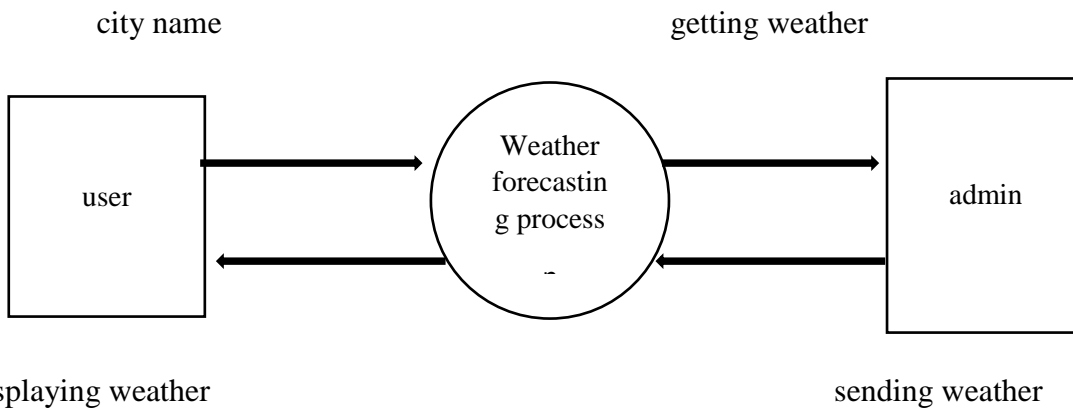 city name
getting weather
user
Weather
forecastin
g process
admin
splaying weather
sending weather